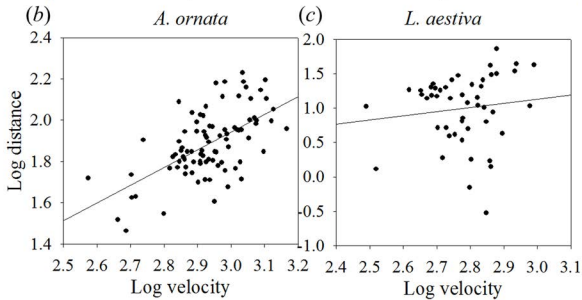 (b) A. ornata
(c) L. aestiva
Log distance
2.4
2.2
2.0
1.8
1.6
1.4
2.5 2.6 2.7 2.8 2.9 3.0 3.1 3.2
Log velocity
2.0
1.5
1.0
0.5
0.0
-0.5
-1.0
2.4 2.5 2.6 2.7 2.8 2.9 3.0 3.1
Log velocity